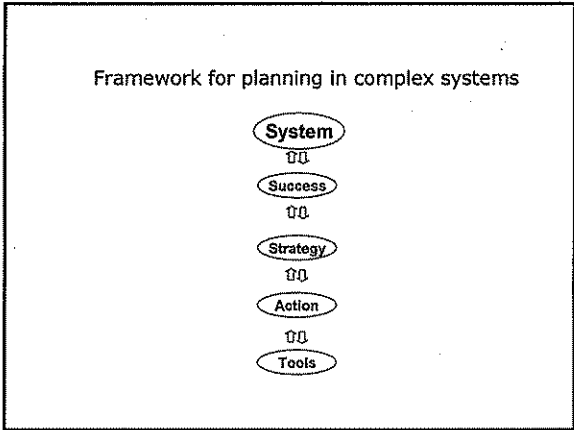 Framework for planning in complex systems
System
Success
Strategy
Action
Tools